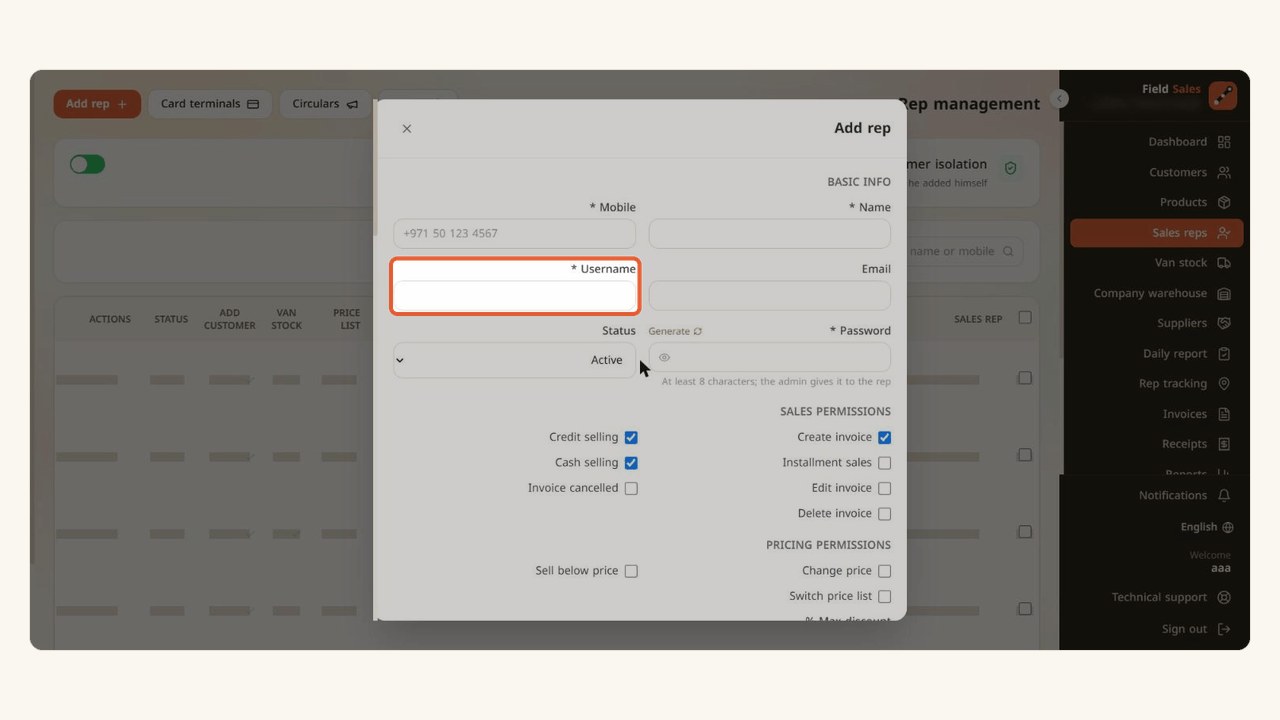 Add rep
Card terminals
Circulars
Rep management
Field Sales
mer isolation
he added himself
name or mobile
ACTIONS
STATUS
ADD CUSTOMER
VAN STOCK
PRICE LIST
SALES REP
Add rep
BASIC INFO
* Name
* Mobile
+971 50 123 4567
Email
* Username
* Password
Generate
Status
Active
At least 8 characters; the admin gives it to the rep
SALES PERMISSIONS
Create invoice
Credit selling
Installment sales
Cash selling
Edit invoice
Invoice cancelled
Delete invoice
PRICING PERMISSIONS
Change price
Sell below price
Switch price list
% Max discount
Dashboard
Customers
Products
Sales reps
Van stock
Company warehouse
Suppliers
Daily report
Rep tracking
Invoices
Receipts
Reports
Notifications
English
Welcome
aaa
Technical support
Sign out